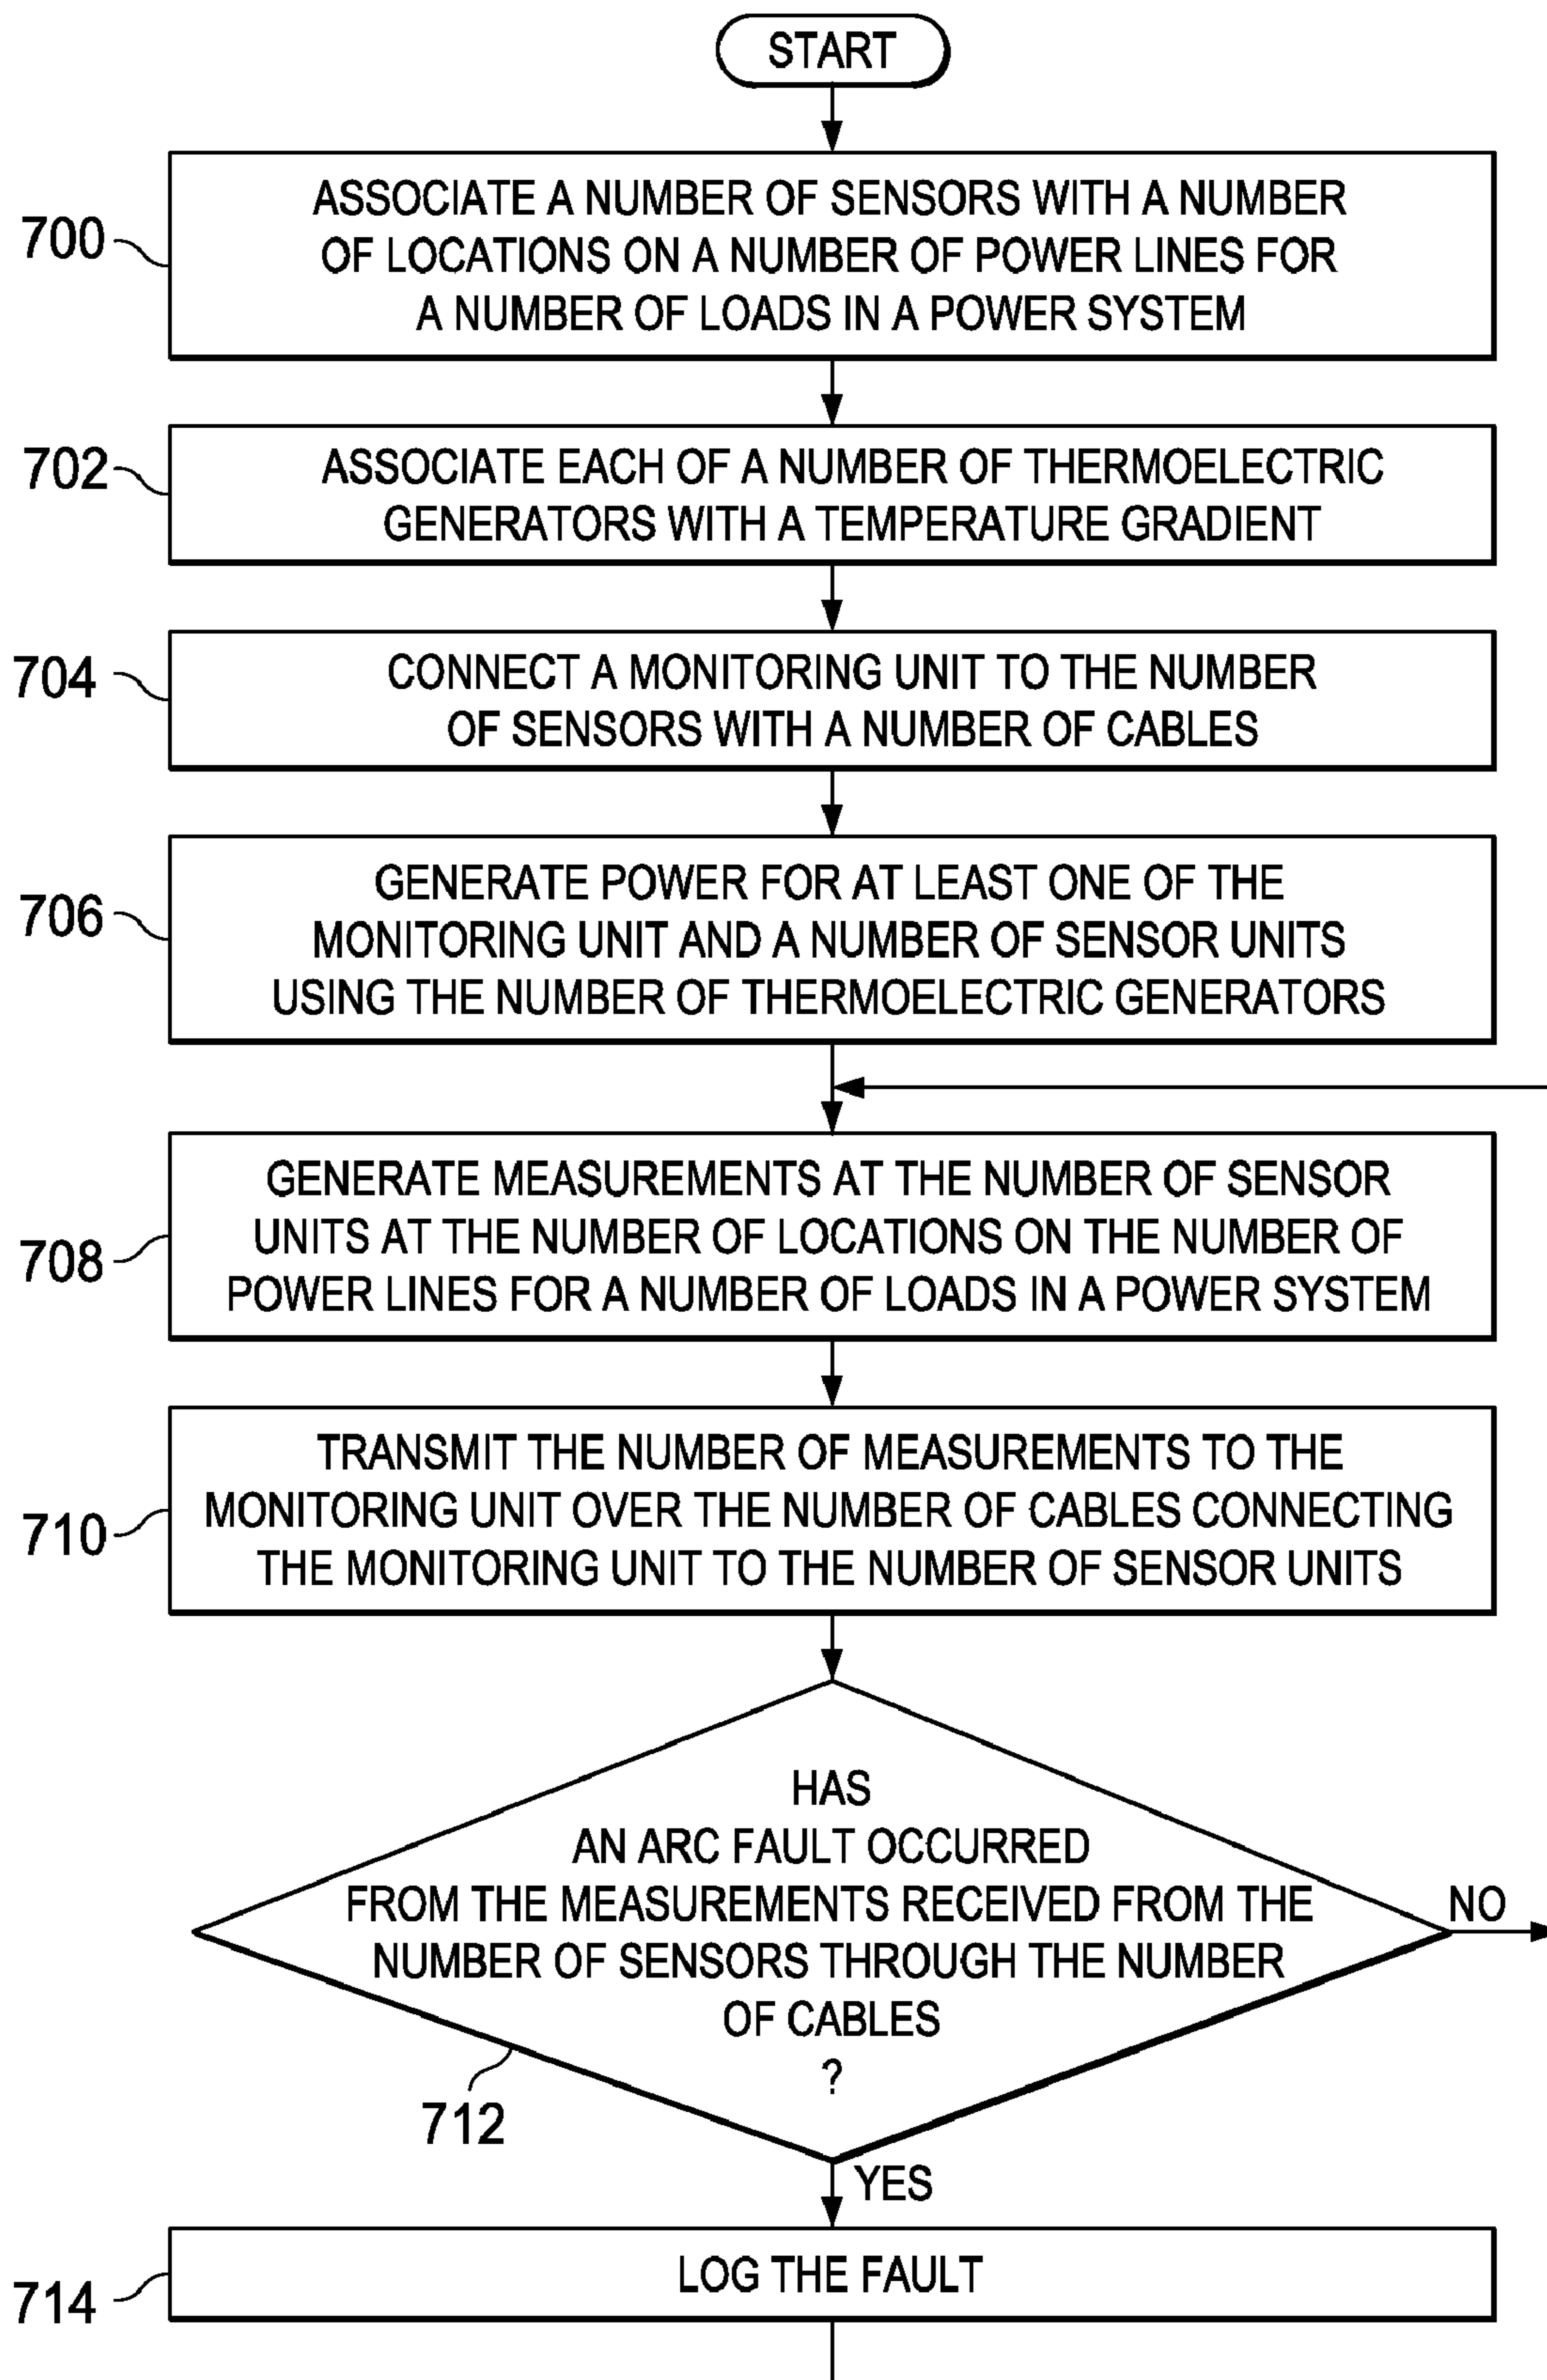 START
700
ASSOCIATE A NUMBER OF SENSORS WITH A NUMBER
OF LOCATIONS ON A NUMBER OF POWER LINES FOR
A NUMBER OF LOADS IN A POWER SYSTEM
702
ASSOCIATE EACH OF A NUMBER OF THERMOELECTRIC
GENERATORS WITH A TEMPERATURE GRADIENT
704
CONNECT A MONITORING UNIT TO THE NUMBER
OF SENSORS WITH A NUMBER OF CABLES
706
GENERATE POWER FOR AT LEAST ONE OF THE
MONITORING UNIT AND A NUMBER OF SENSOR UNITS
USING THE NUMBER OF THERMOELECTRIC GENERATORS
708
GENERATE MEASUREMENTS AT THE NUMBER OF SENSOR
UNITS AT THE NUMBER OF LOCATIONS ON THE NUMBER OF
POWER LINES FOR A NUMBER OF LOADS IN A POWER SYSTEM
710
TRANSMIT THE NUMBER OF MEASUREMENTS TO THE
MONITORING UNIT OVER THE NUMBER OF CABLES CONNECTING
THE MONITORING UNIT TO THE NUMBER OF SENSOR UNITS
HAS
AN ARC FAULT OCCURRED
FROM THE MEASUREMENTS RECEIVED FROM THE
NUMBER OF SENSORS THROUGH THE NUMBER
OF CABLES
?
NO
712
YES
714
LOG THE FAULT